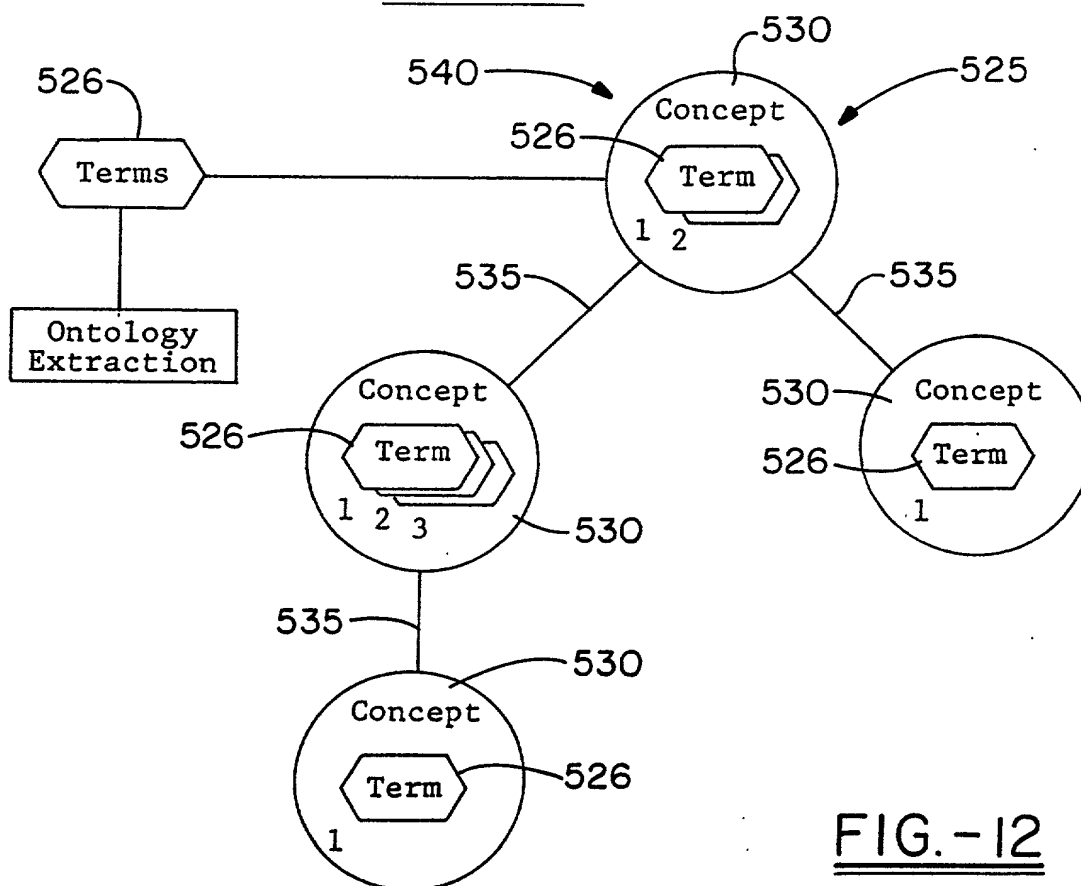 530
526
540
525
Concept
526
Terms
Term
1 2
535
535
Ontology
Extraction
Concept
530
Concept
526
Term
526
Term
1 2 3
530
1
535
530
Concept
Term
526
1
FIG.-12